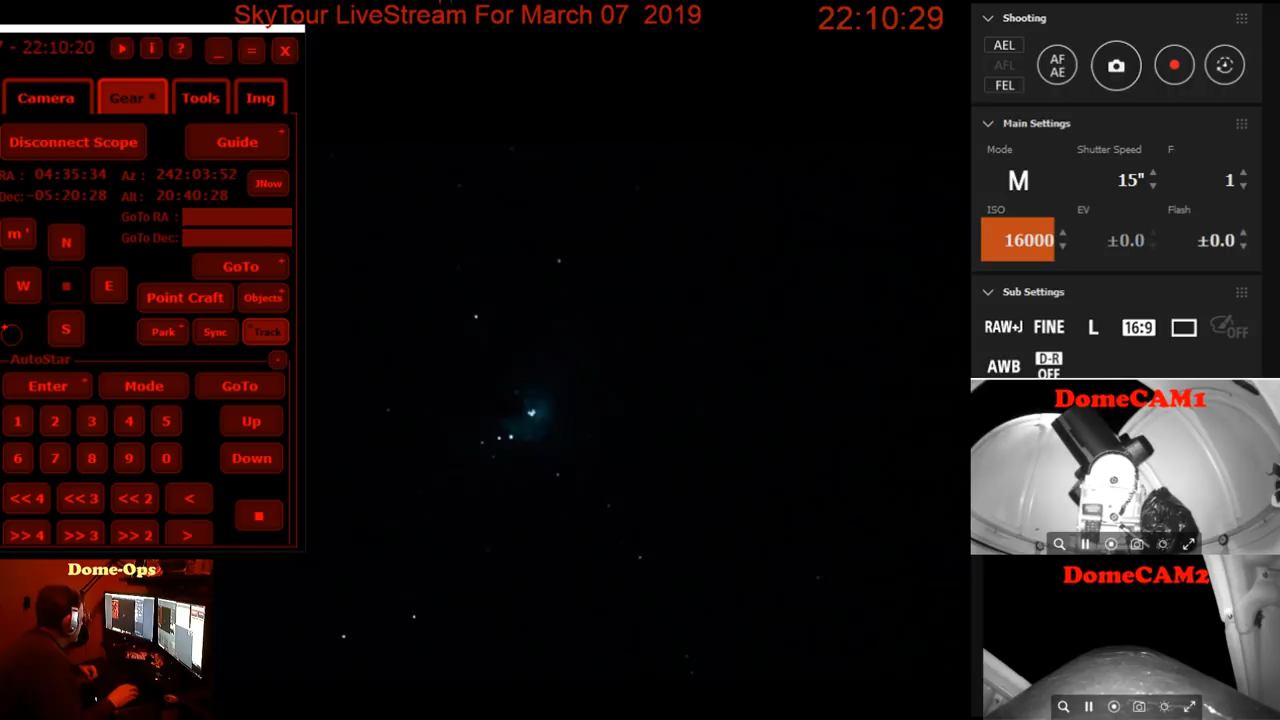 SkyTour LiveStream For March 07 2019
22:10:29
- 22:10:20
i
?
_
=
X
Camera
Gear *
Tools
Img
Disconnect Scope
Guide
RA : 04:35:34
Az : 242:03:52
Dec:-05:20:28
Alt: 20:40:28
JNow
GoTo RA :
GoTo Dec:
m '
N
W
E
S
GoTo
Point Craft
Objects
Park
Sync
Track
AutoStar
Enter
Mode
GoTo
1 2 3 4 5
Up
6 7 8 9 0
Down
<< 4 << 3 << 2 <
>> 4 >> 3 >> 2 >
Dome-Ops
Shooting
AEL
AFL
FEL
AF
AE
Main Settings
Mode
Shutter Speed
F
M
15"
1
ISO
EV
Flash
16000
±0.0
±0.0
Sub Settings
RAW+J
FINE
L
16:9
OFF
AWB
D-R
OFF
DomeCAM1
DomeCAM2